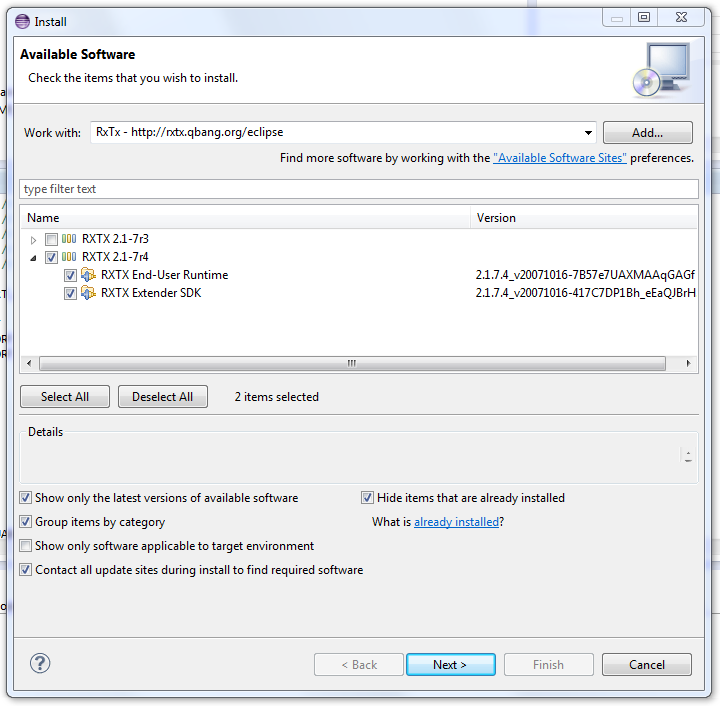 Install
Available Software
Check the items that you wish to install.
Work with: RxTx - http://rxtx.qbang.org/eclipse Add...
Find more software by working with the "Available Software Sites" preferences.
type filter text
Name Version
RXTX 2.1-7r3
RXTX 2.1-7r4
RXTX End-User Runtime 2.1.7.4_v20071016-7B57e7UAXMAAqGAGf
RXTX Extender SDK 2.1.7.4_v20071016-417C7DP1Bh_eEaQJBrH
Select All Deselect All 2 items selected
Details
Show only the latest versions of available software Hide items that are already installed
Group items by category What is already installed?
Show only software applicable to target environment
Contact all update sites during install to find required software
? < Back Next > Finish Cancel